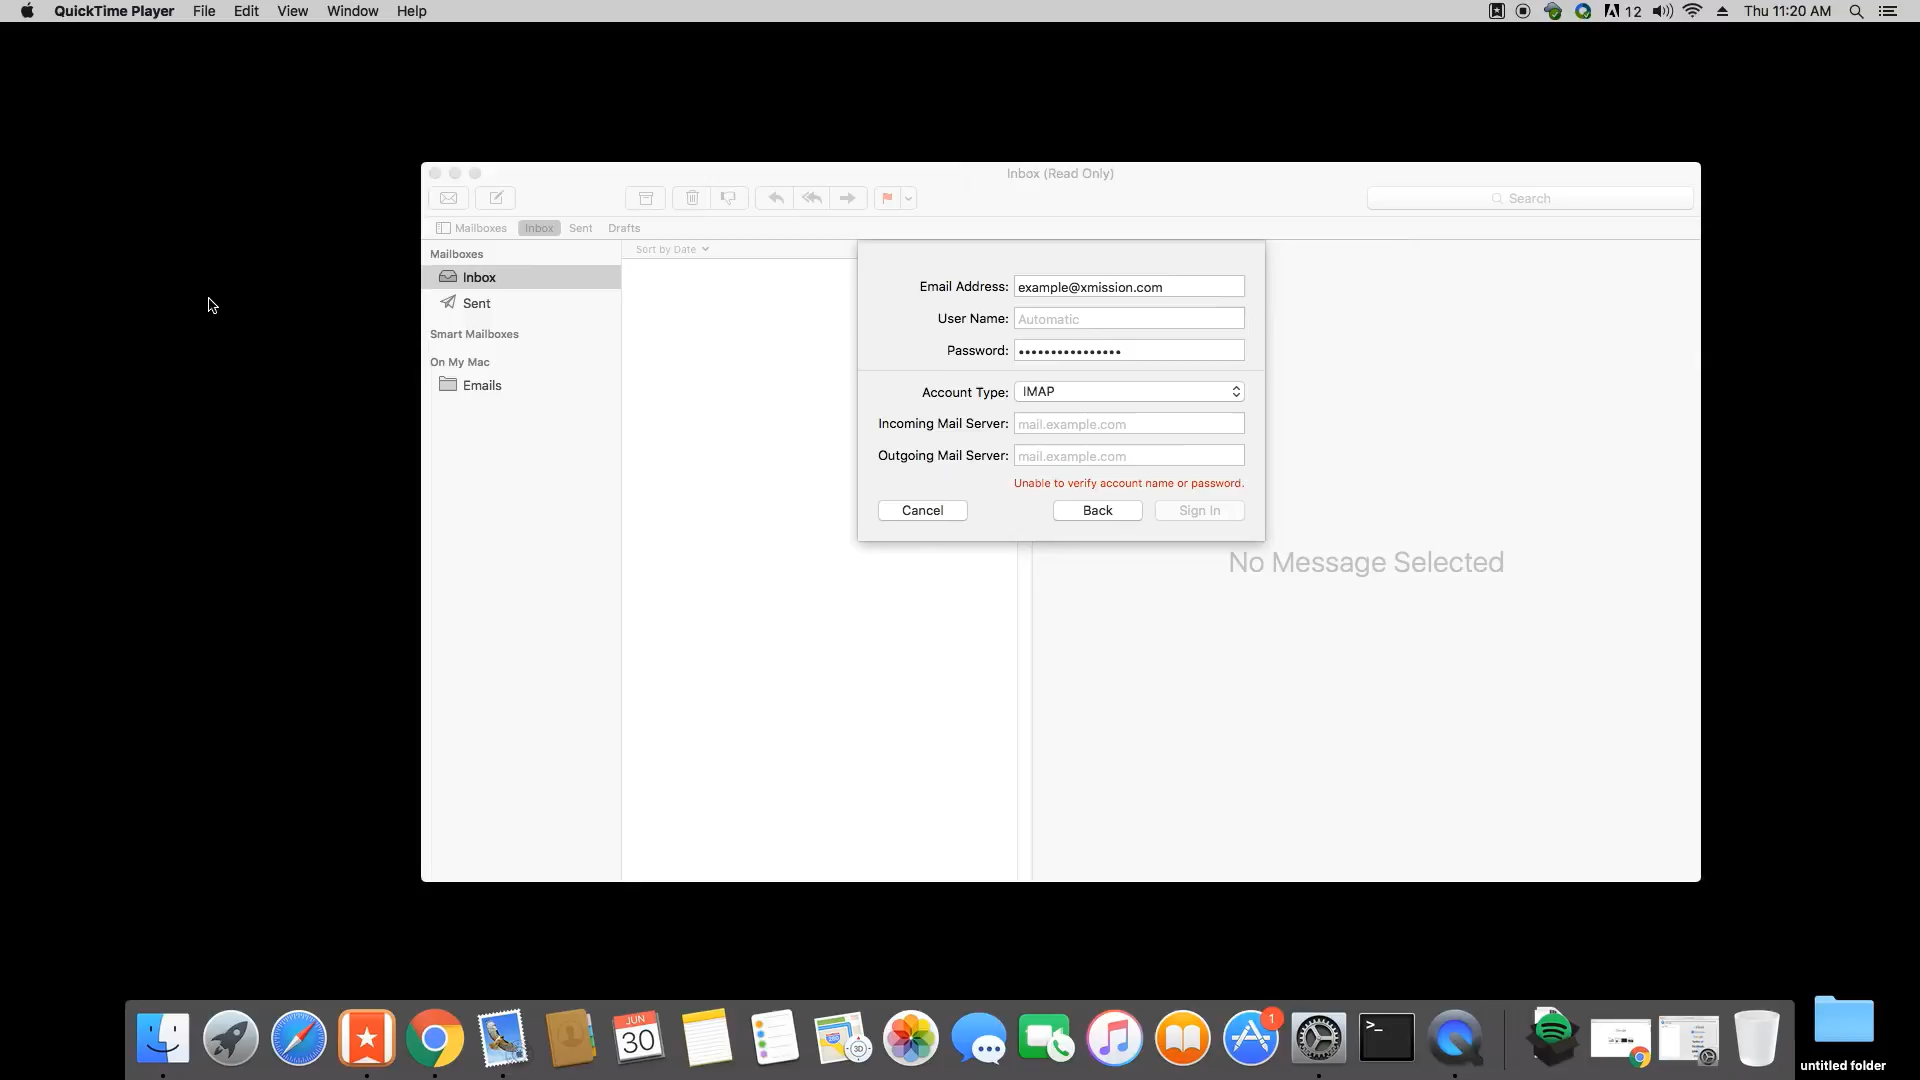 QuickTime Player File Edit View Window Help 12 Thu 11:20 AM
Inbox (Read Only)
Search
Mailboxes Inbox Sent Drafts
Mailboxes
Sort by Date
Inbox
Sent
Smart Mailboxes
On My Mac
Emails
Email Address: example@xmission.com
User Name: Automatic
Password: ••••••••••••••••
Account Type: IMAP
Incoming Mail Server: mail.example.com
Outgoing Mail Server: mail.example.com
Unable to verify account name or password.
Cancel Back Sign In
No Message Selected
JUN
30
280
3D
1
>_
untitled folder